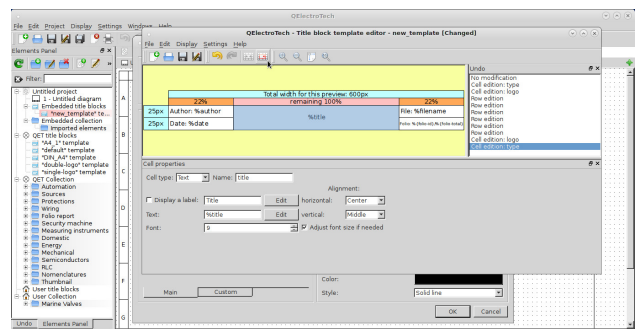 QElectroTech
File Edit Project Display Settings Windows Help
QElectroTech - Title block template editor - new_template [Changed]
File Edit Display Settings Help
Elements Panel
Filter:
Untitled project
1 - Untitled diagram
Embedded title blocks
"new_template" te...
Embedded collection
Imported elements
QET title blocks
"A4_1" template
"default" template
"DIN_A4" template
"double-logo" template
"single-logo" template
QET Collection
Automation
Sources
Protections
Wiring
Folio report
Security machine
Measuring instruments
Domestic
Energy
Mechanical
Semiconductors
RLC
Nomenclatures
Thumbnail
User title blocks
User Collection
Marine Valves
Undo
Elements Panel
A
B
C
D
E
F
G
Total width for this preview: 600px
22% remaining 100% 22%
25px Author: %author %title File: %filename
25px Date: %date Folio: %{folio-id}/%{folio-total}
Undo
No modification
Cell edition: type
Cell edition: logo
Row edition
Row edition
Row edition
Row edition
Row edition
Row edition
Cell edition: logo
Cell edition: type
Cell properties
Cell type: Text Name: title
Alignment:
Display a label: Title Edit horizontal: Center
Text: %title Edit vertical: Middle
Font: 9 Adjust font size if needed
Color:
Main Custom
Style: Solid line
OK Cancel